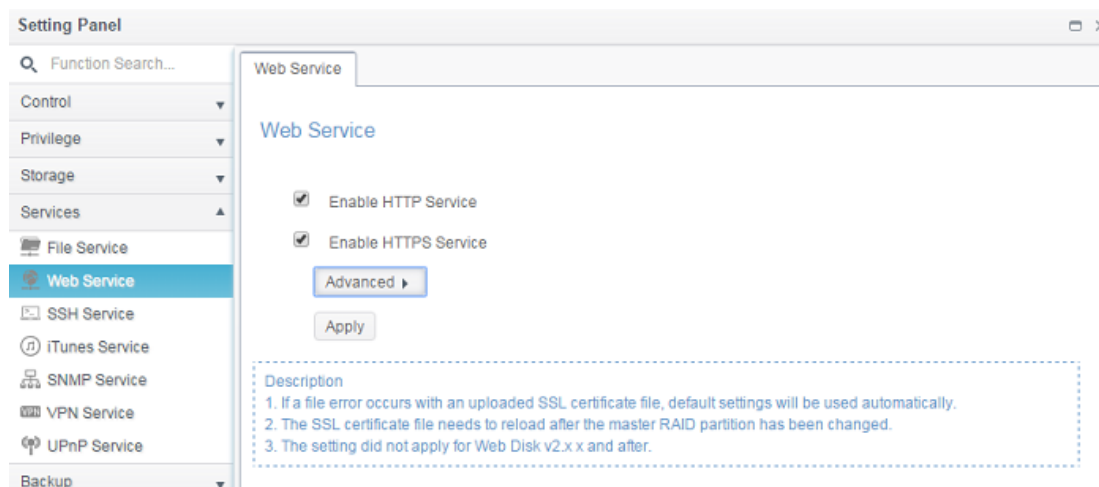 Setting Panel
Function Search...
Control
Privilege
Storage
Services
File Service
Web Service
SSH Service
iTunes Service
SNMP Service
VPN Service
UPnP Service
Backup
Web Service
Web Service
Enable HTTP Service
Enable HTTPS Service
Advanced
Apply
Description
1. If a file error occurs with an uploaded SSL certificate file, default settings will be used automatically.
2. The SSL certificate file needs to reload after the master RAID partition has been changed.
3. The setting did not apply for Web Disk v2.x x and after.